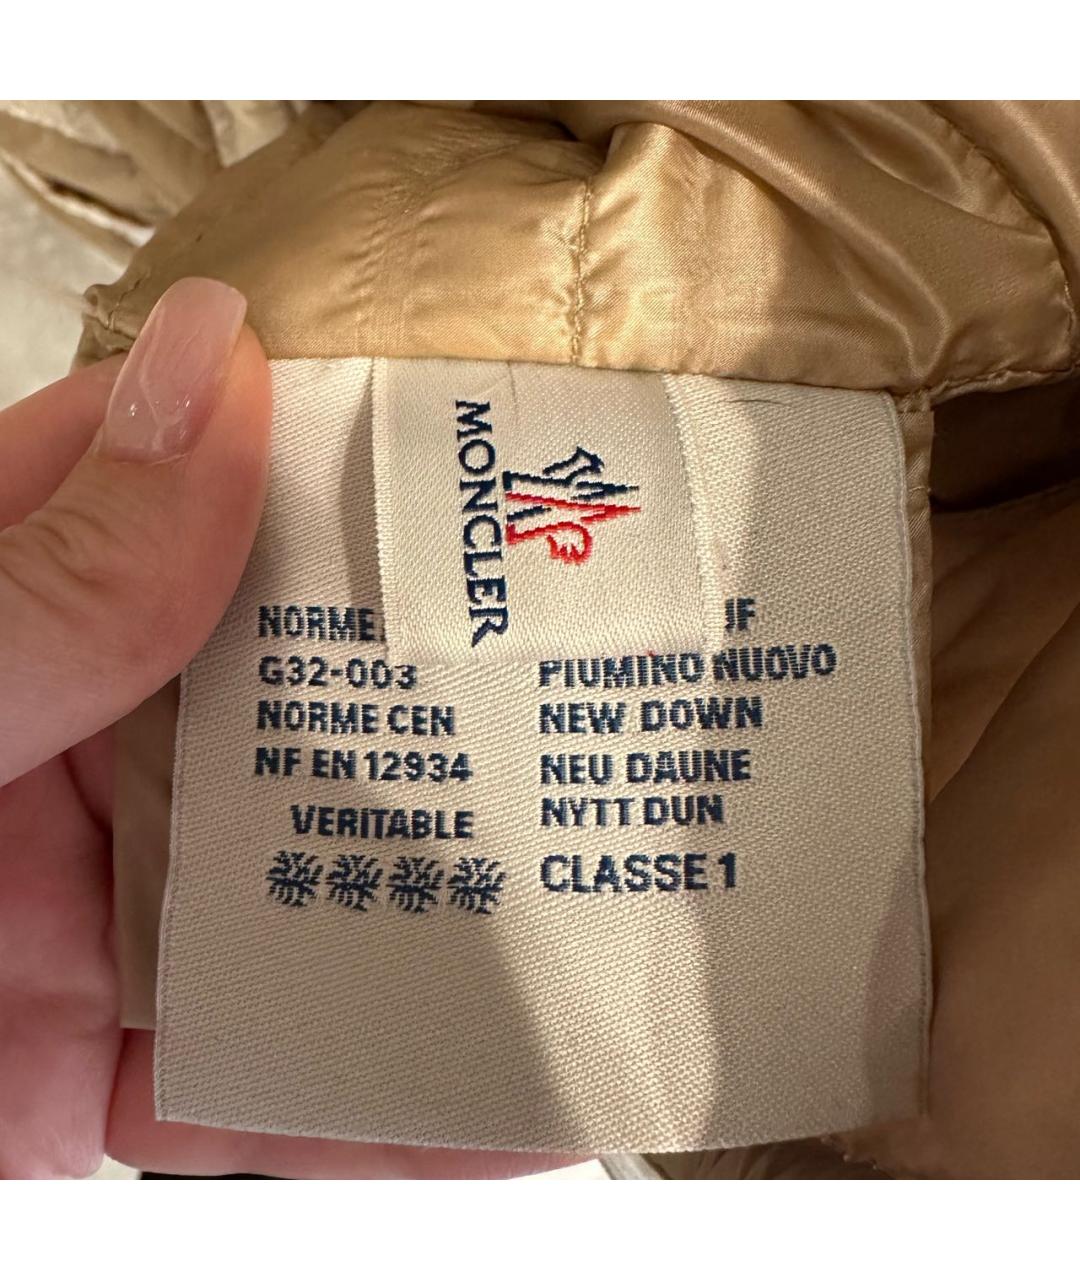 MONCLER
NORME
G32-003
NORME CEN
NF EN 12934
VERITABLE
PIUMINO NUOVO
NEW DOWN
NEU DAUNE
NYTT DUN
CLASSE 1